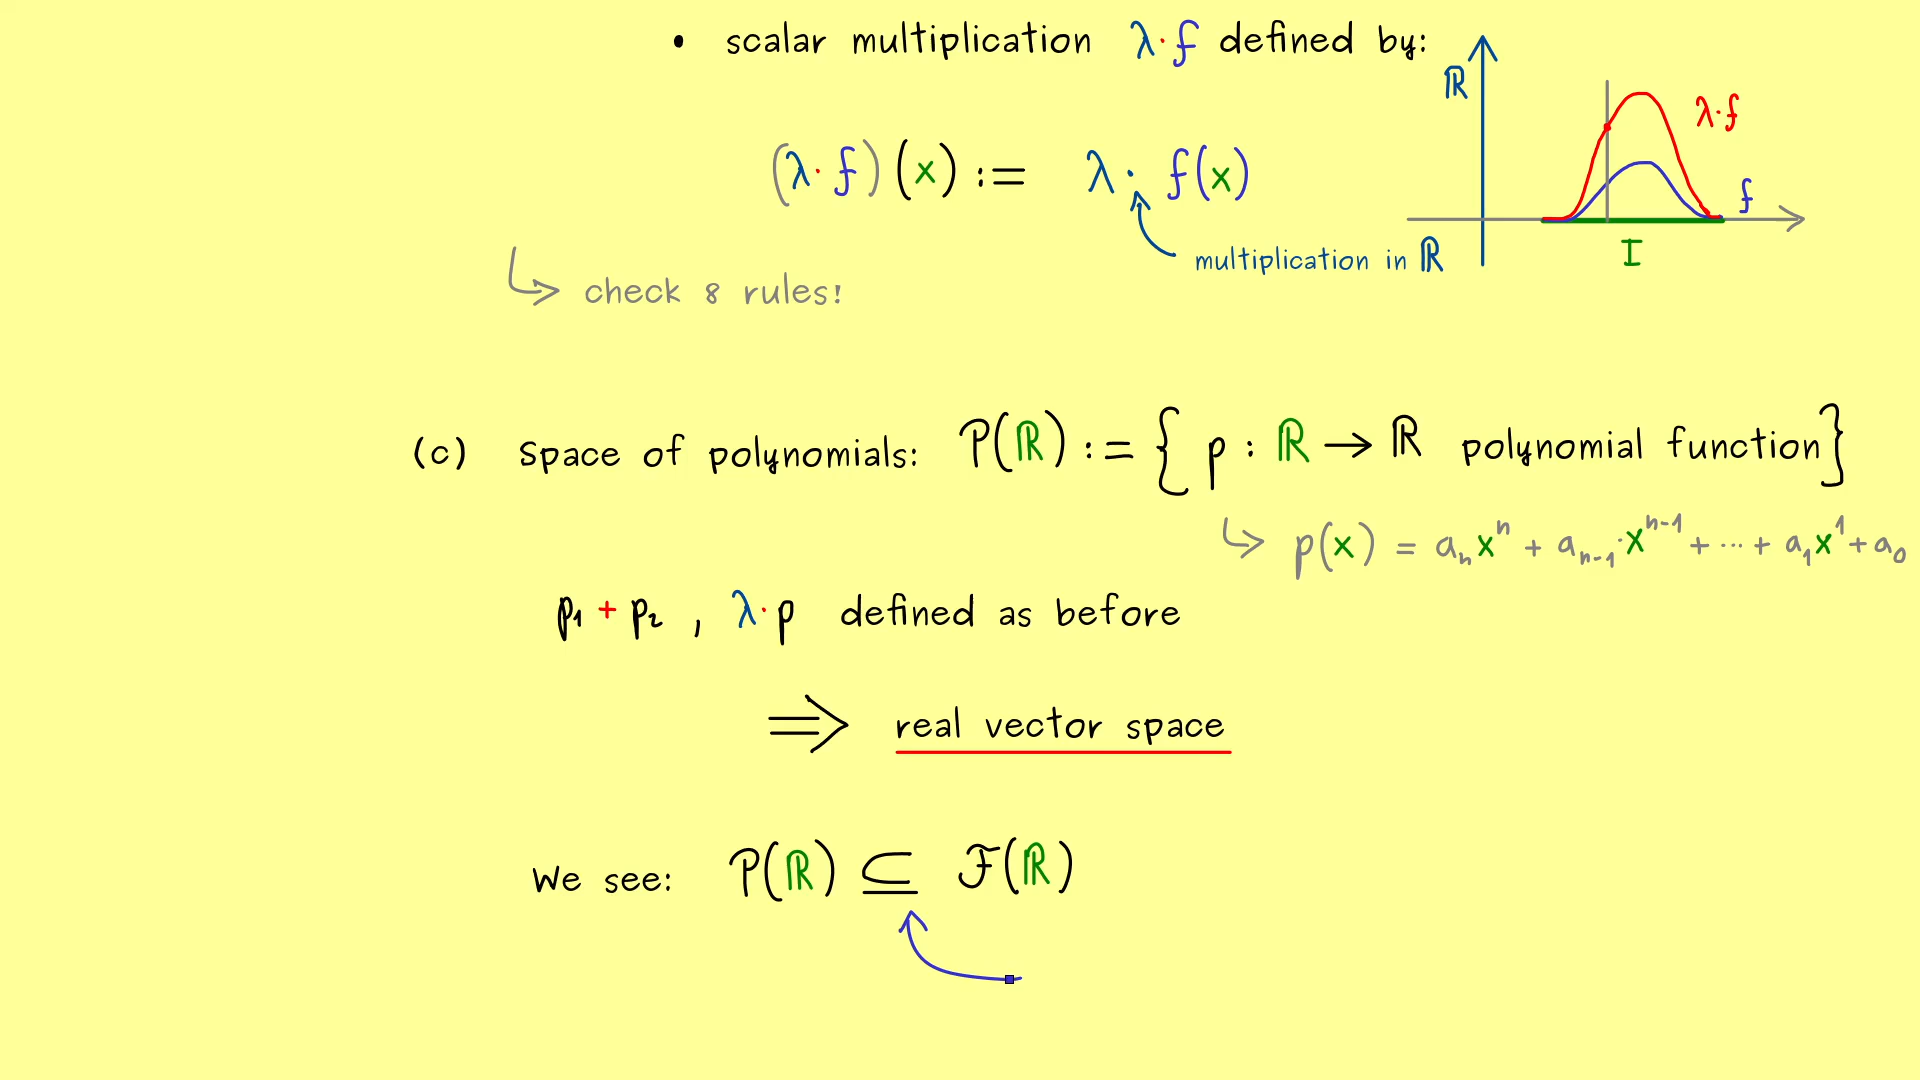 • scalar multiplication λ·f defined by:
ℝ
λ·f
(λ·f)(x) := λ · f(x)
f
multiplication in ℝ
I
↳ check 8 rules!
(c) Space of polynomials: P(ℝ) := { p : ℝ → ℝ polynomial function }
↳ p(x) = aₙxⁿ + aₙ₋₁·xⁿ⁻¹ + ··· + a₁x¹ + a₀
p₁ + p₂ , λ·p defined as before
⟹ real vector space
We see: P(ℝ) ⊆ ℱ(ℝ)